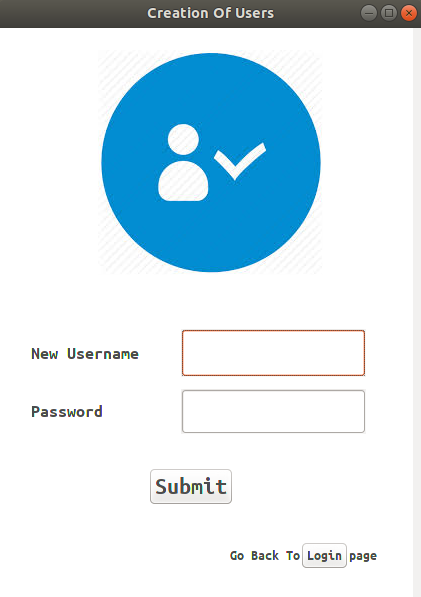 Creation Of Users
New Username
Password
Submit
Go Back To Login page